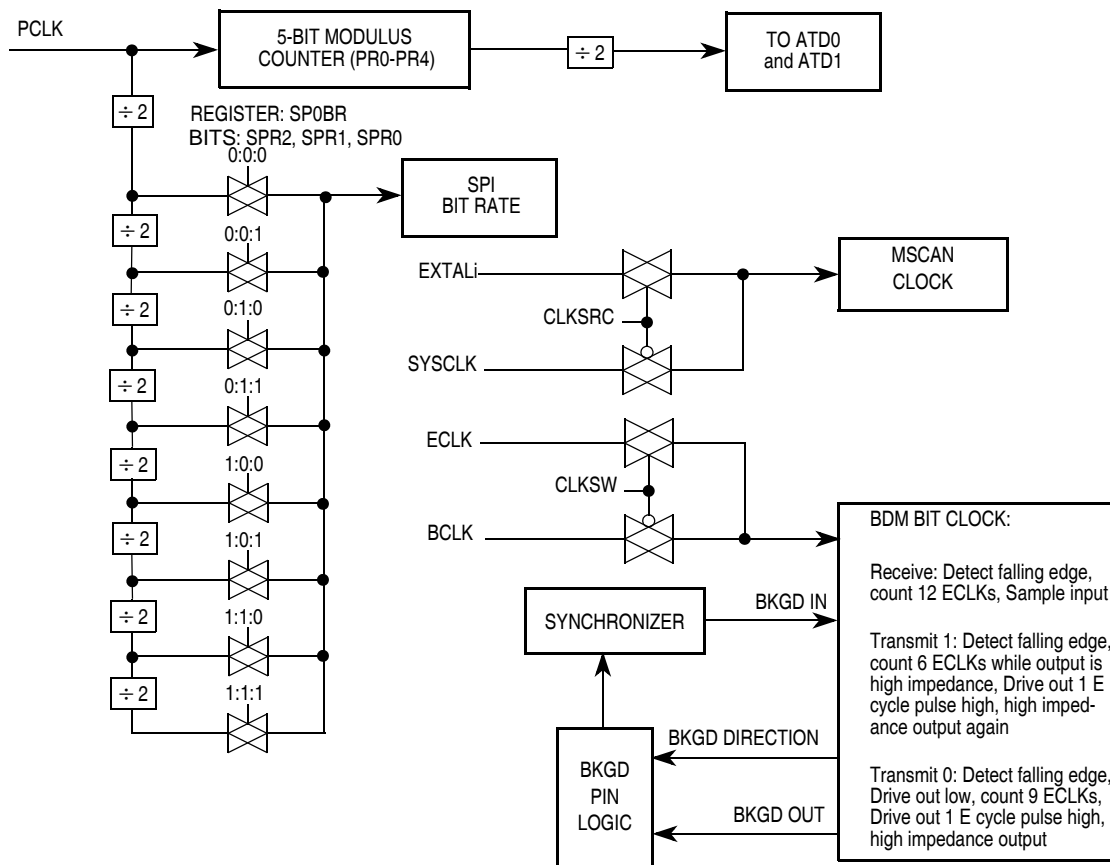 PCLK
5-BIT MODULUS
COUNTER (PR0-PR4)
÷ 2
TO ATD0
and ATD1
÷ 2
REGISTER: SP0BR
BITS: SPR2, SPR1, SPR0
0:0:0
SPI
BIT RATE
÷ 2
0:0:1
÷ 2
0:1:0
÷ 2
0:1:1
÷ 2
1:0:0
÷ 2
1:0:1
÷ 2
1:1:0
÷ 2
1:1:1
EXTALi
CLKSRC
SYSCLK
MSCAN
CLOCK
ECLK
CLKSW
BCLK
BDM BIT CLOCK:
Receive: Detect falling edge,
count 12 ECLKs, Sample input
Transmit 1: Detect falling edge,
count 6 ECLKs while output is
high impedance, Drive out 1 E
cycle pulse high, high imped-
ance output again
Transmit 0: Detect falling edge,
Drive out low, count 9 ECLKs,
Drive out 1 E cycle pulse high,
high impedance output
SYNCHRONIZER
BKGD IN
BKGD DIRECTION
BKGD OUT
BKGD
PIN
LOGIC